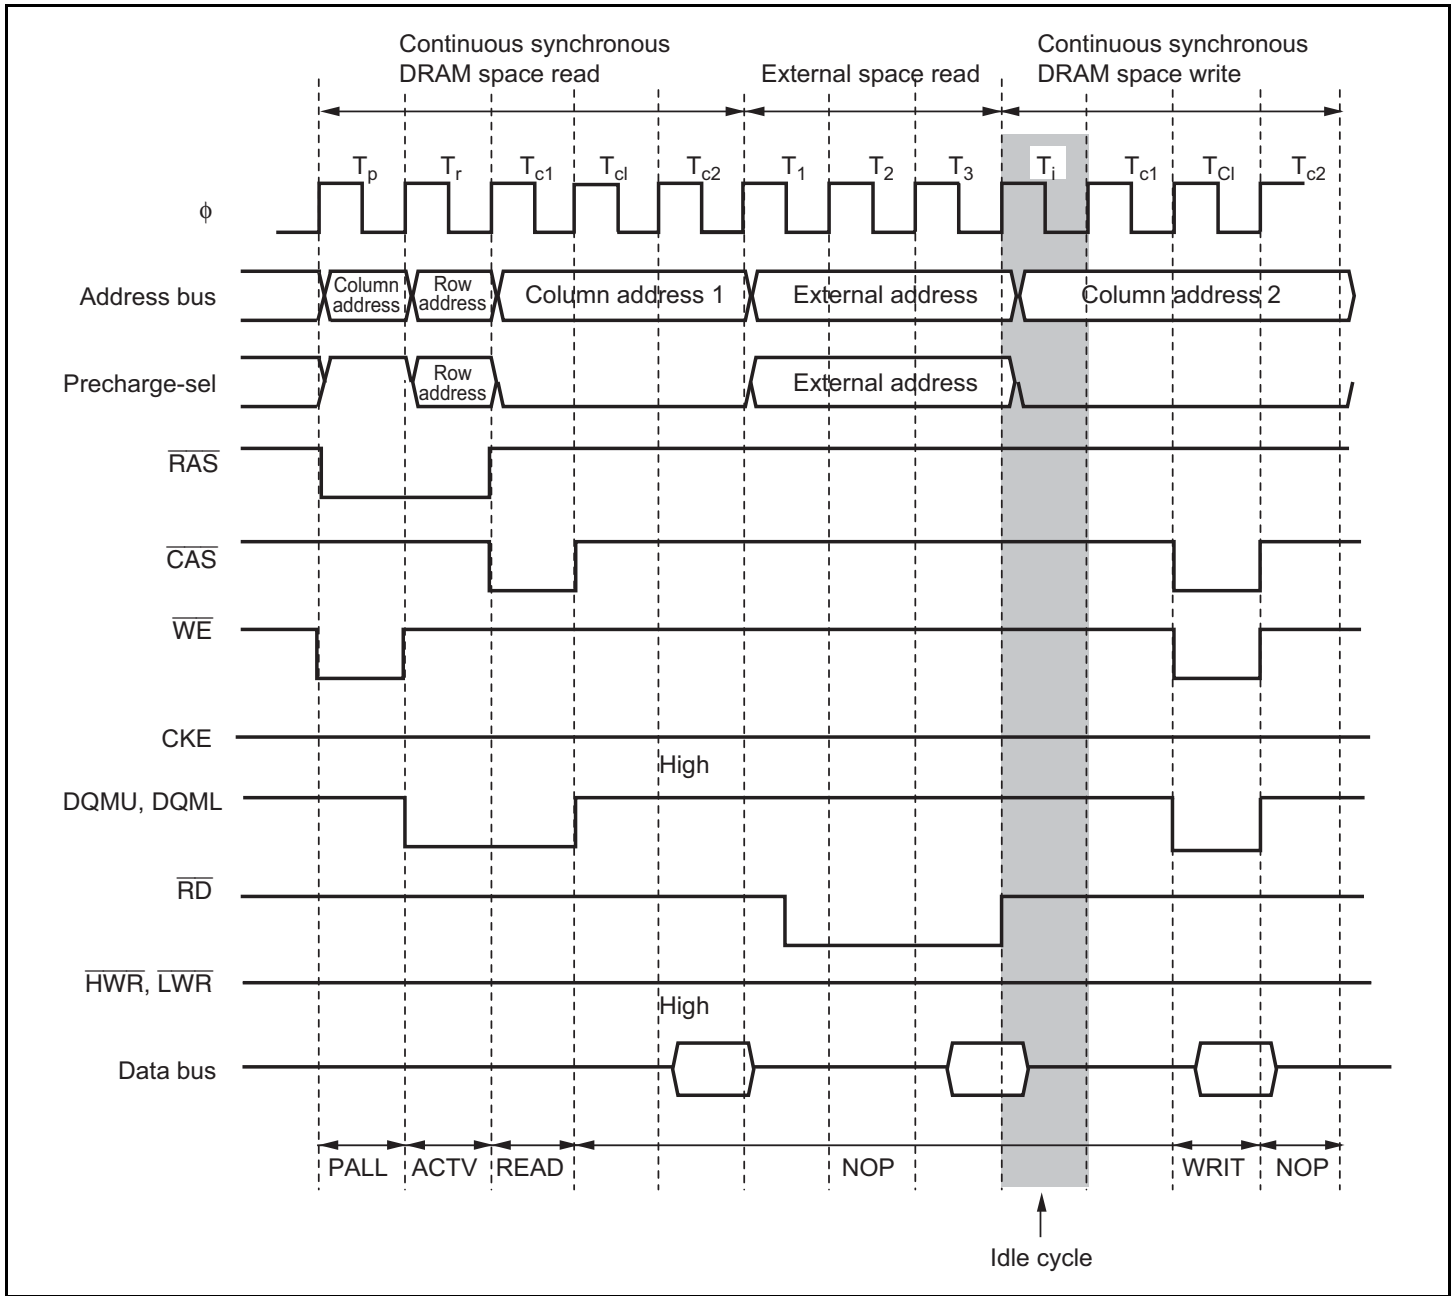 Continuous synchronous
DRAM space read
External space read
Continuous synchronous
DRAM space write
Tp Tr Tc1 Tcl Tc2 T1 T2 T3 Ti Tc1 TCl Tc2
ϕ
Address bus
Column
address
Row
address
Column address 1
External address
Column address 2
Precharge-sel
Row
address
External address
RAS
CAS
WE
CKE
High
DQMU, DQML
RD
HWR, LWR
High
Data bus
PALL ACTV READ NOP WRIT NOP
Idle cycle